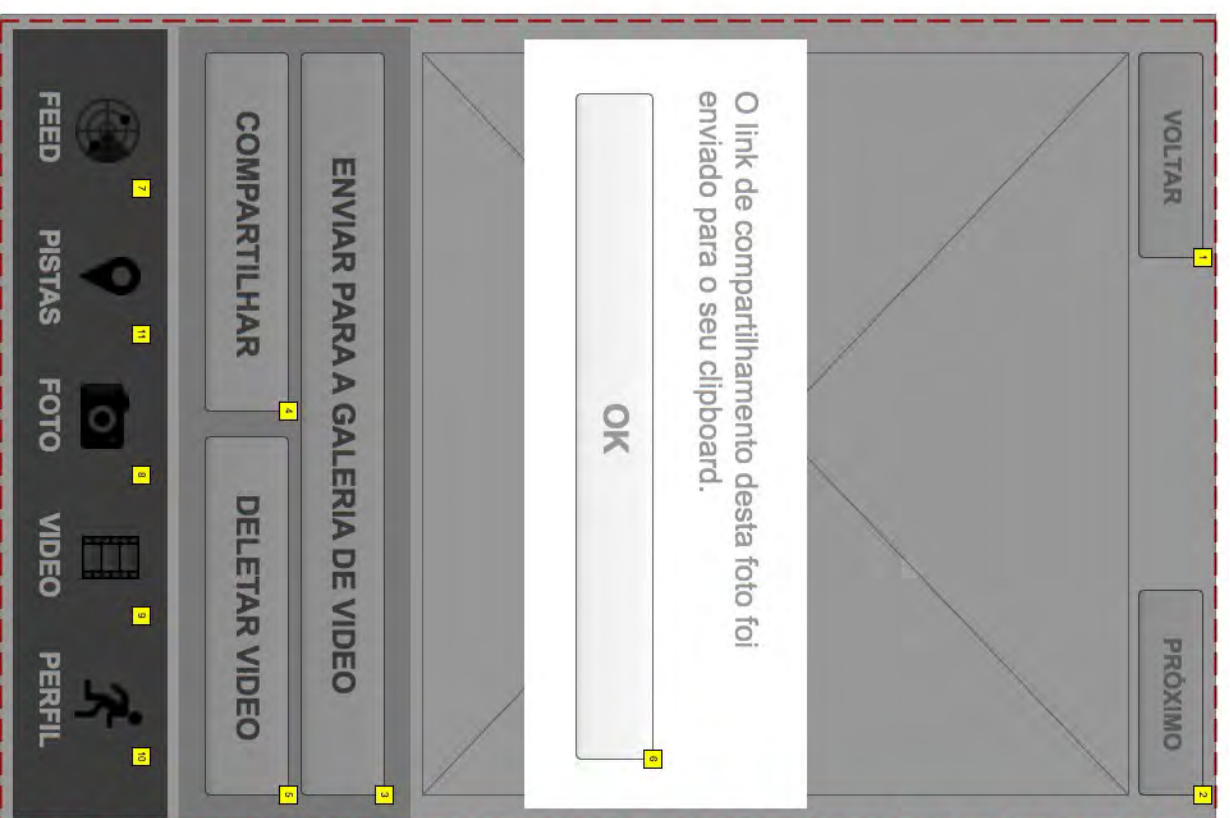 VOLTAR
1
PRÓXIMO
2
O link de compartilhamento desta foto foi
enviado para o seu clipboard.
OK
6
ENVIAR PARA A GALERIA DE VIDEO
3
COMPARTILHAR
4
DELETAR VIDEO
5
7
11
8
9
10
FEED
PISTAS
FOTO
VIDEO
PERFIL